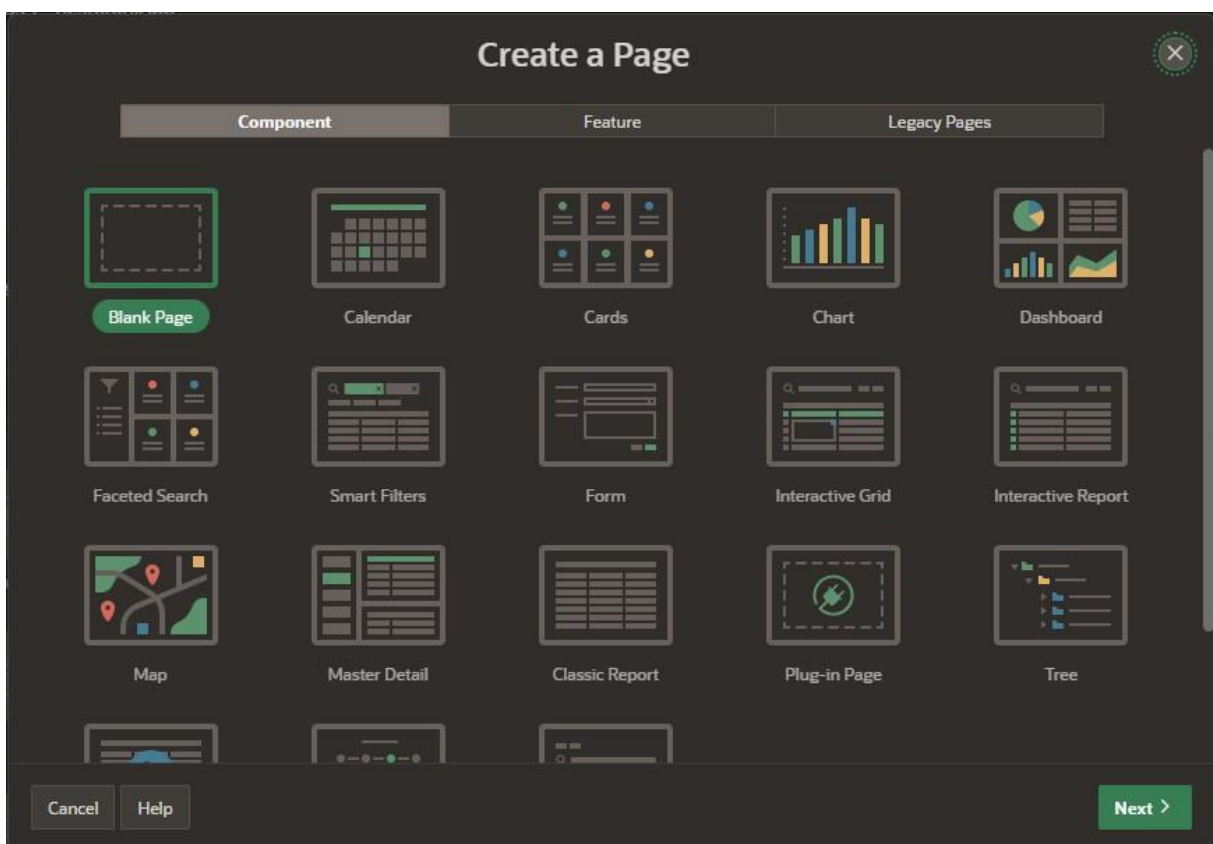 Create a Page
Component Feature Legacy Pages
Blank Page Calendar Cards Chart Dashboard
Faceted Search Smart Filters Form Interactive Grid Interactive Report
Map Master Detail Classic Report Plug-in Page Tree
Cancel Help Next